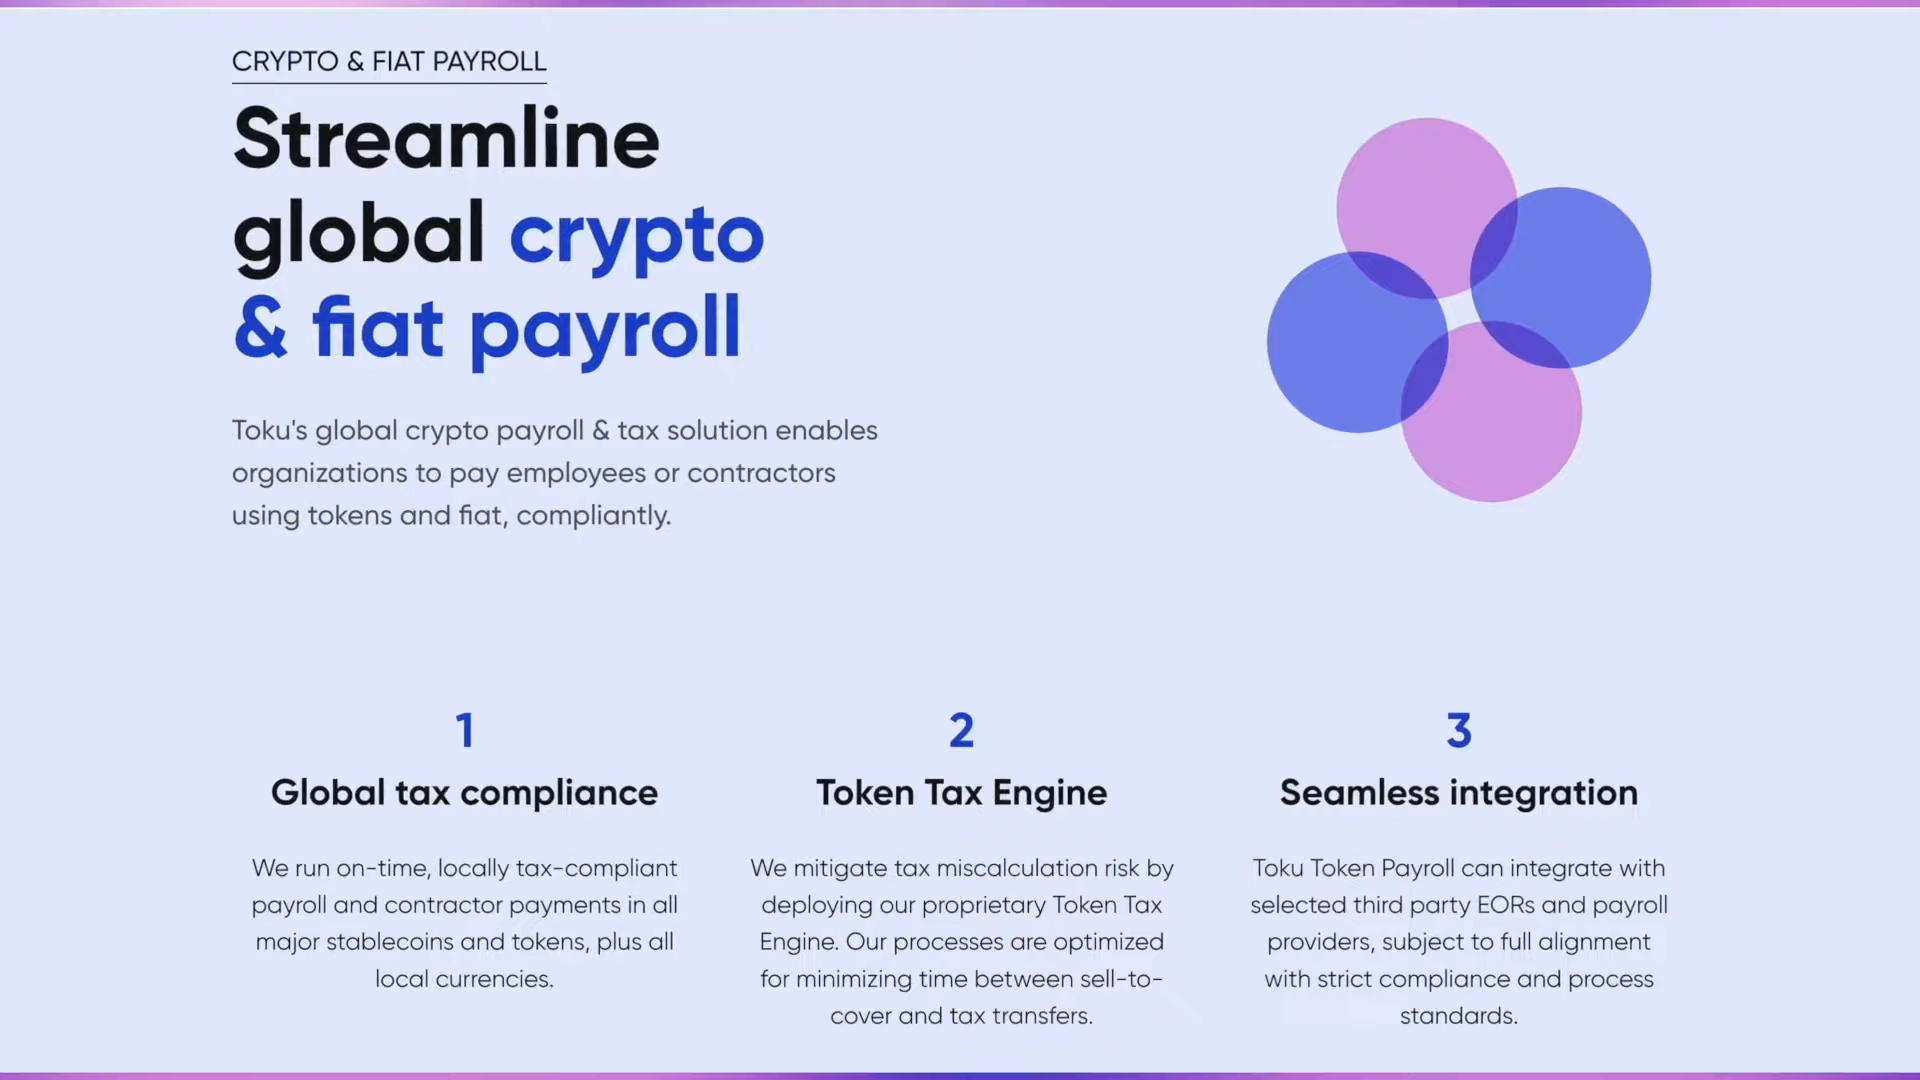 CRYPTO & FIAT PAYROLL
Streamline
global crypto
& fiat payroll
Toku's global crypto payroll & tax solution enables
organizations to pay employees or contractors
using tokens and fiat, compliantly.
1
Global tax compliance
We run on-time, locally tax-compliant
payroll and contractor payments in all
major stablecoins and tokens, plus all
local currencies.
2
Token Tax Engine
We mitigate tax miscalculation risk by
deploying our proprietary Token Tax
Engine. Our processes are optimized
for minimizing time between sell-to-
cover and tax transfers.
3
Seamless integration
Toku Token Payroll can integrate with
selected third party EORs and payroll
providers, subject to full alignment
with strict compliance and process
standards.